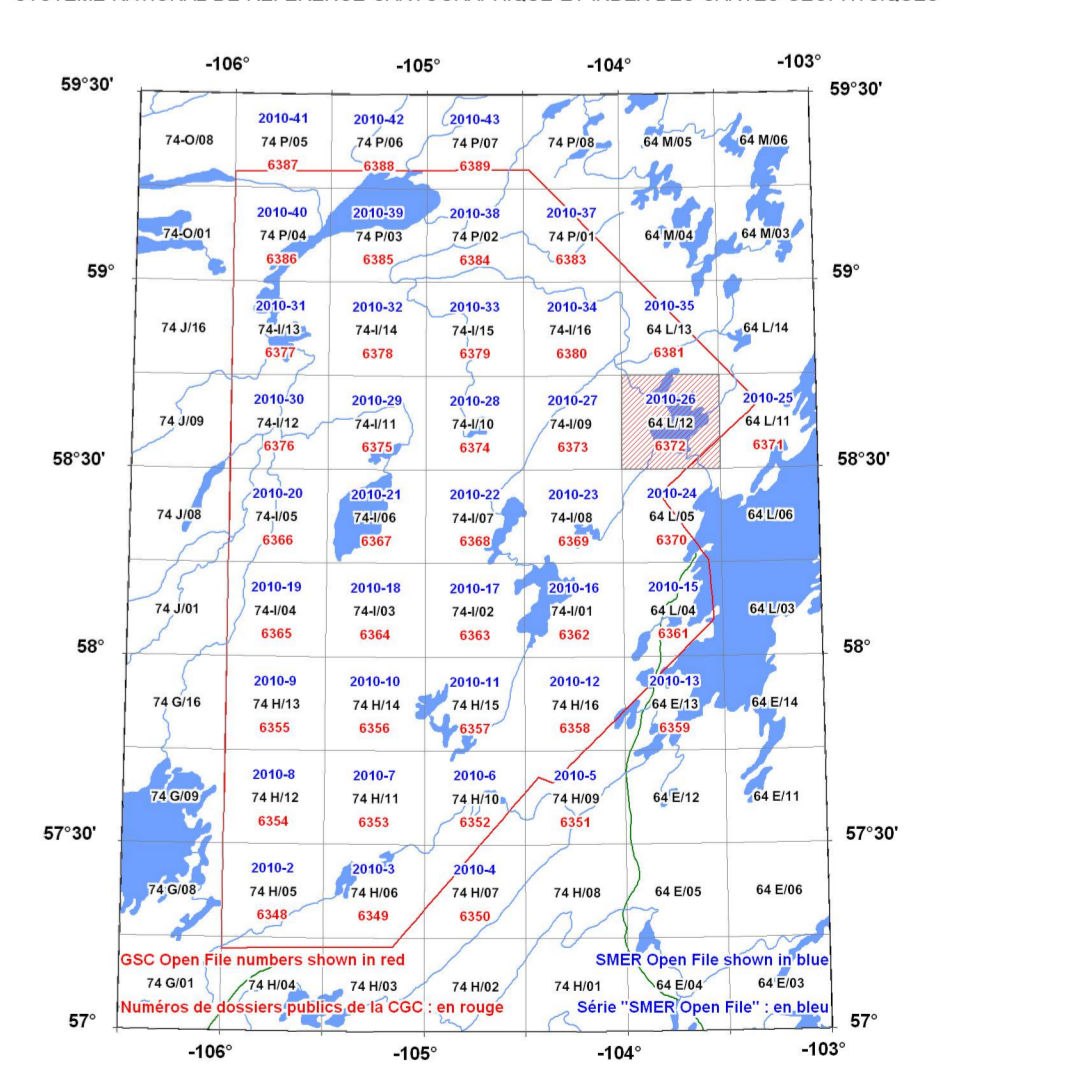 SYSTÈME NATIONAL DE RÉFÉRENCE CARTOGRAPHIQUE ET INDEX DES CARTES GÉOPHYSIQUES
-106° -105° -104° -103°
59°30' 59°30'
2010-41 2010-42 2010-43
74-O/08 74 P/05 74 P/06 74 P/07 74 P/08 64 M/05 64 M/06
6387 6388 6389
2010-40 2010-39 2010-38 2010-37
74-O/01 74 P/04 74 P/03 74 P/02 74 P/01 64 M/04 64 M/03
6386 6385 6384 6383
59° 59°
2010-31 2010-32 2010-33 2010-34 2010-35
74 J/16 74-I/13 74-I/14 74-I/15 74-I/16 64 L/13 64 L/14
6377 6378 6379 6380 6381
2010-30 2010-29 2010-28 2010-27 2010-26 2010-25
74 J/09 74-I/12 74-I/11 74-I/10 74-I/09 64 L/12 64 L/11
6376 6375 6374 6373 6372 6371
58°30' 58°30'
2010-20 2010-21 2010-22 2010-23 2010-24
74 J/08 74-I/05 74-I/06 74-I/07 74-I/08 64 L/05 64 L/06
6366 6367 6368 6369 6370
2010-19 2010-18 2010-17 2010-16 2010-15
74 J/01 74-I/04 74-I/03 74-I/02 74-I/01 64 L/04 64 L/03
6365 6364 6363 6362 6361
58° 58°
2010-9 2010-10 2010-11 2010-12 2010-13
74 G/16 74 H/13 74 H/14 74 H/15 74 H/16 64 E/13 64 E/14
6355 6356 6357 6358 6359
2010-8 2010-7 2010-6 2010-5
74 G/09 74 H/12 74 H/11 74 H/10 74 H/09 64 E/12 64 E/11
6354 6353 6352 6351
57°30' 57°30'
2010-2 2010-3 2010-4
74 G/08 74 H/05 74 H/06 74 H/07 74 H/08 64 E/05 64 E/06
6348 6349 6350
GSC Open File numbers shown in red SMER Open File shown in blue
74 G/01 74 H/04 74 H/03 74 H/02 74 H/01 64 E/04 64 E/03
Numéros de dossiers publics de la CGC : en rouge Série "SMER Open File" : en bleu
57° 57°
-106° -105° -104° -103°